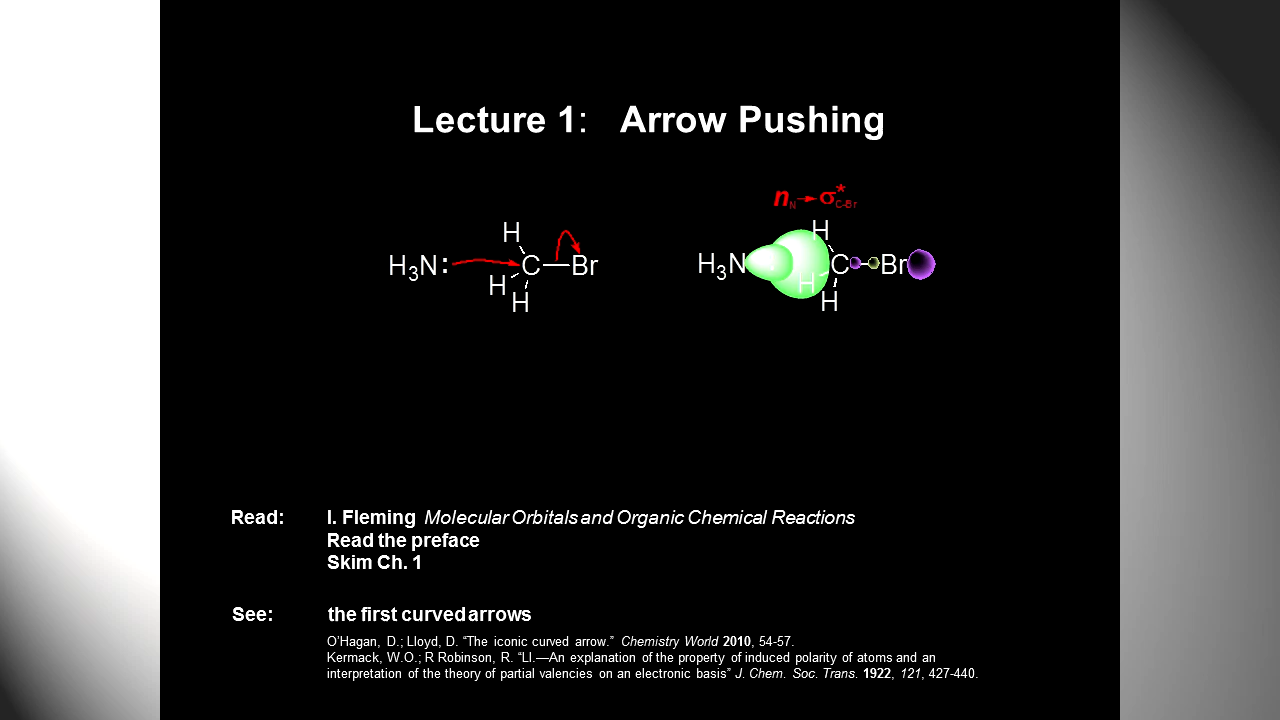 Lecture 1: Arrow Pushing
n N → σ* C-Br
H
H3N: C Br
H
H
H
H3N C Br
H
H
Read: I. Fleming Molecular Orbitals and Organic Chemical Reactions
Read the preface
Skim Ch. 1
See: the first curved arrows
O'Hagan, D.; Lloyd, D. “The iconic curved arrow.” Chemistry World 2010, 54-57.
Kermack, W.O.; R Robinson, R. “LI.—An explanation of the property of induced polarity of atoms and an
interpretation of the theory of partial valencies on an electronic basis” J. Chem. Soc. Trans. 1922, 121, 427-440.